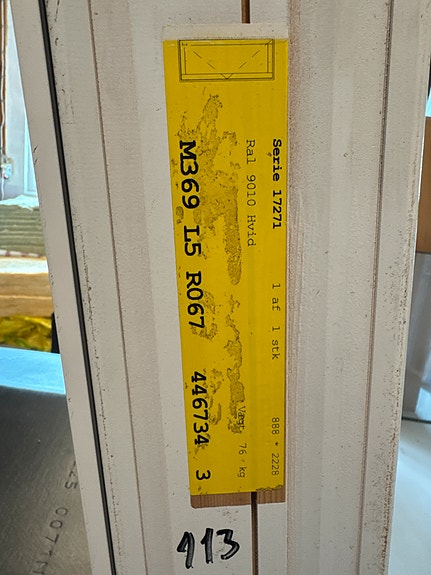 Serie 17271 1 af 1 stk 888 * 2228
Ral 9010 Hvid Vægt 76 kg
M369 L5 R067 446734 3
113